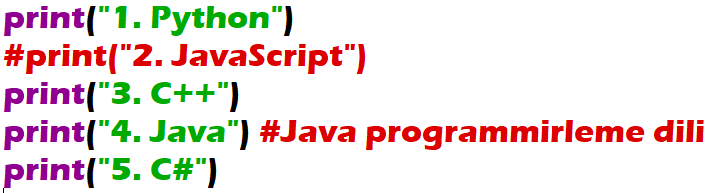 print("1. Python")
#print("2. JavaScript")
print("3. C++")
print("4. Java") #Java programmirleme dili
print("5. C#")